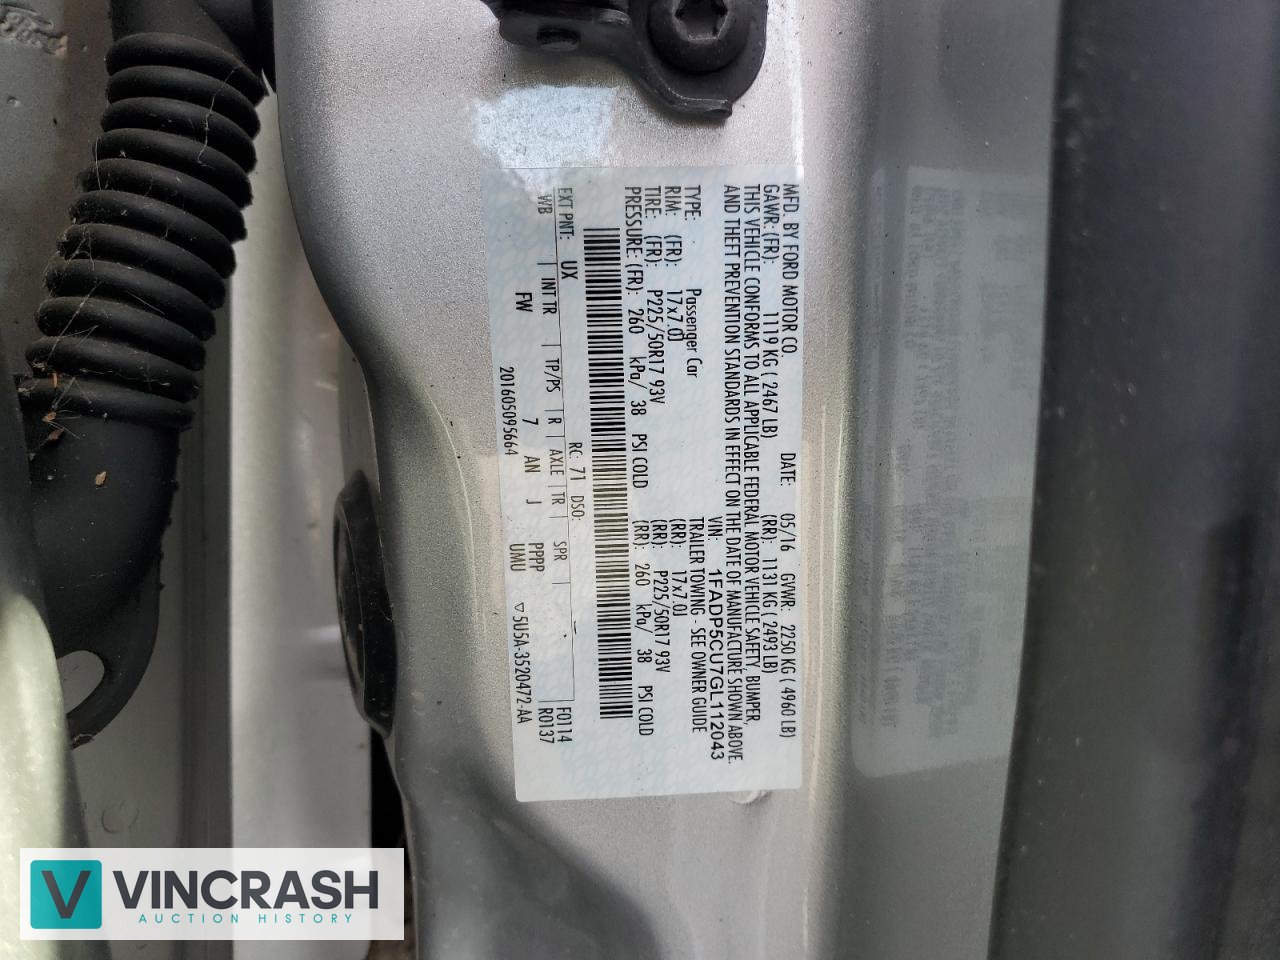 MFD. BY FORD MOTOR CO. DATE: 05/16 GVWR: 2250 KG ( 4960 LB)
GAWR: (FR): 1119 KG ( 2467 LB) (RR): 1131 KG ( 2493 LB)
THIS VEHICLE CONFORMS TO ALL APPLICABLE FEDERAL MOTOR VEHICLE SAFETY, BUMPER,
AND THEFT PREVENTION STANDARDS IN EFFECT ON THE DATE OF MANUFACTURE SHOWN ABOVE.
VIN: 1FADP5CU7GL112043
TYPE: Passenger Car TRAILER TOWING - SEE OWNER GUIDE
RIM: (FR): 17x7.0J (RR): 17x7.0J
TIRE: (FR): P225/50R17 93V (RR): P225/50R17 93V
PRESSURE: (FR): 260 kPa/ 38 PSI COLD (RR): 260 kPa/ 38 PSI COLD
EXT PNT: UX RC: 71 DSO: F0114
WB | INT TR | TP/PS | R | AXLE | TR | SPR | R0137
FW 7 AN J PPPP
201605095664 UMU ▽ 5U5A-3520472-AA
VINCRASH
AUCTION HISTORY